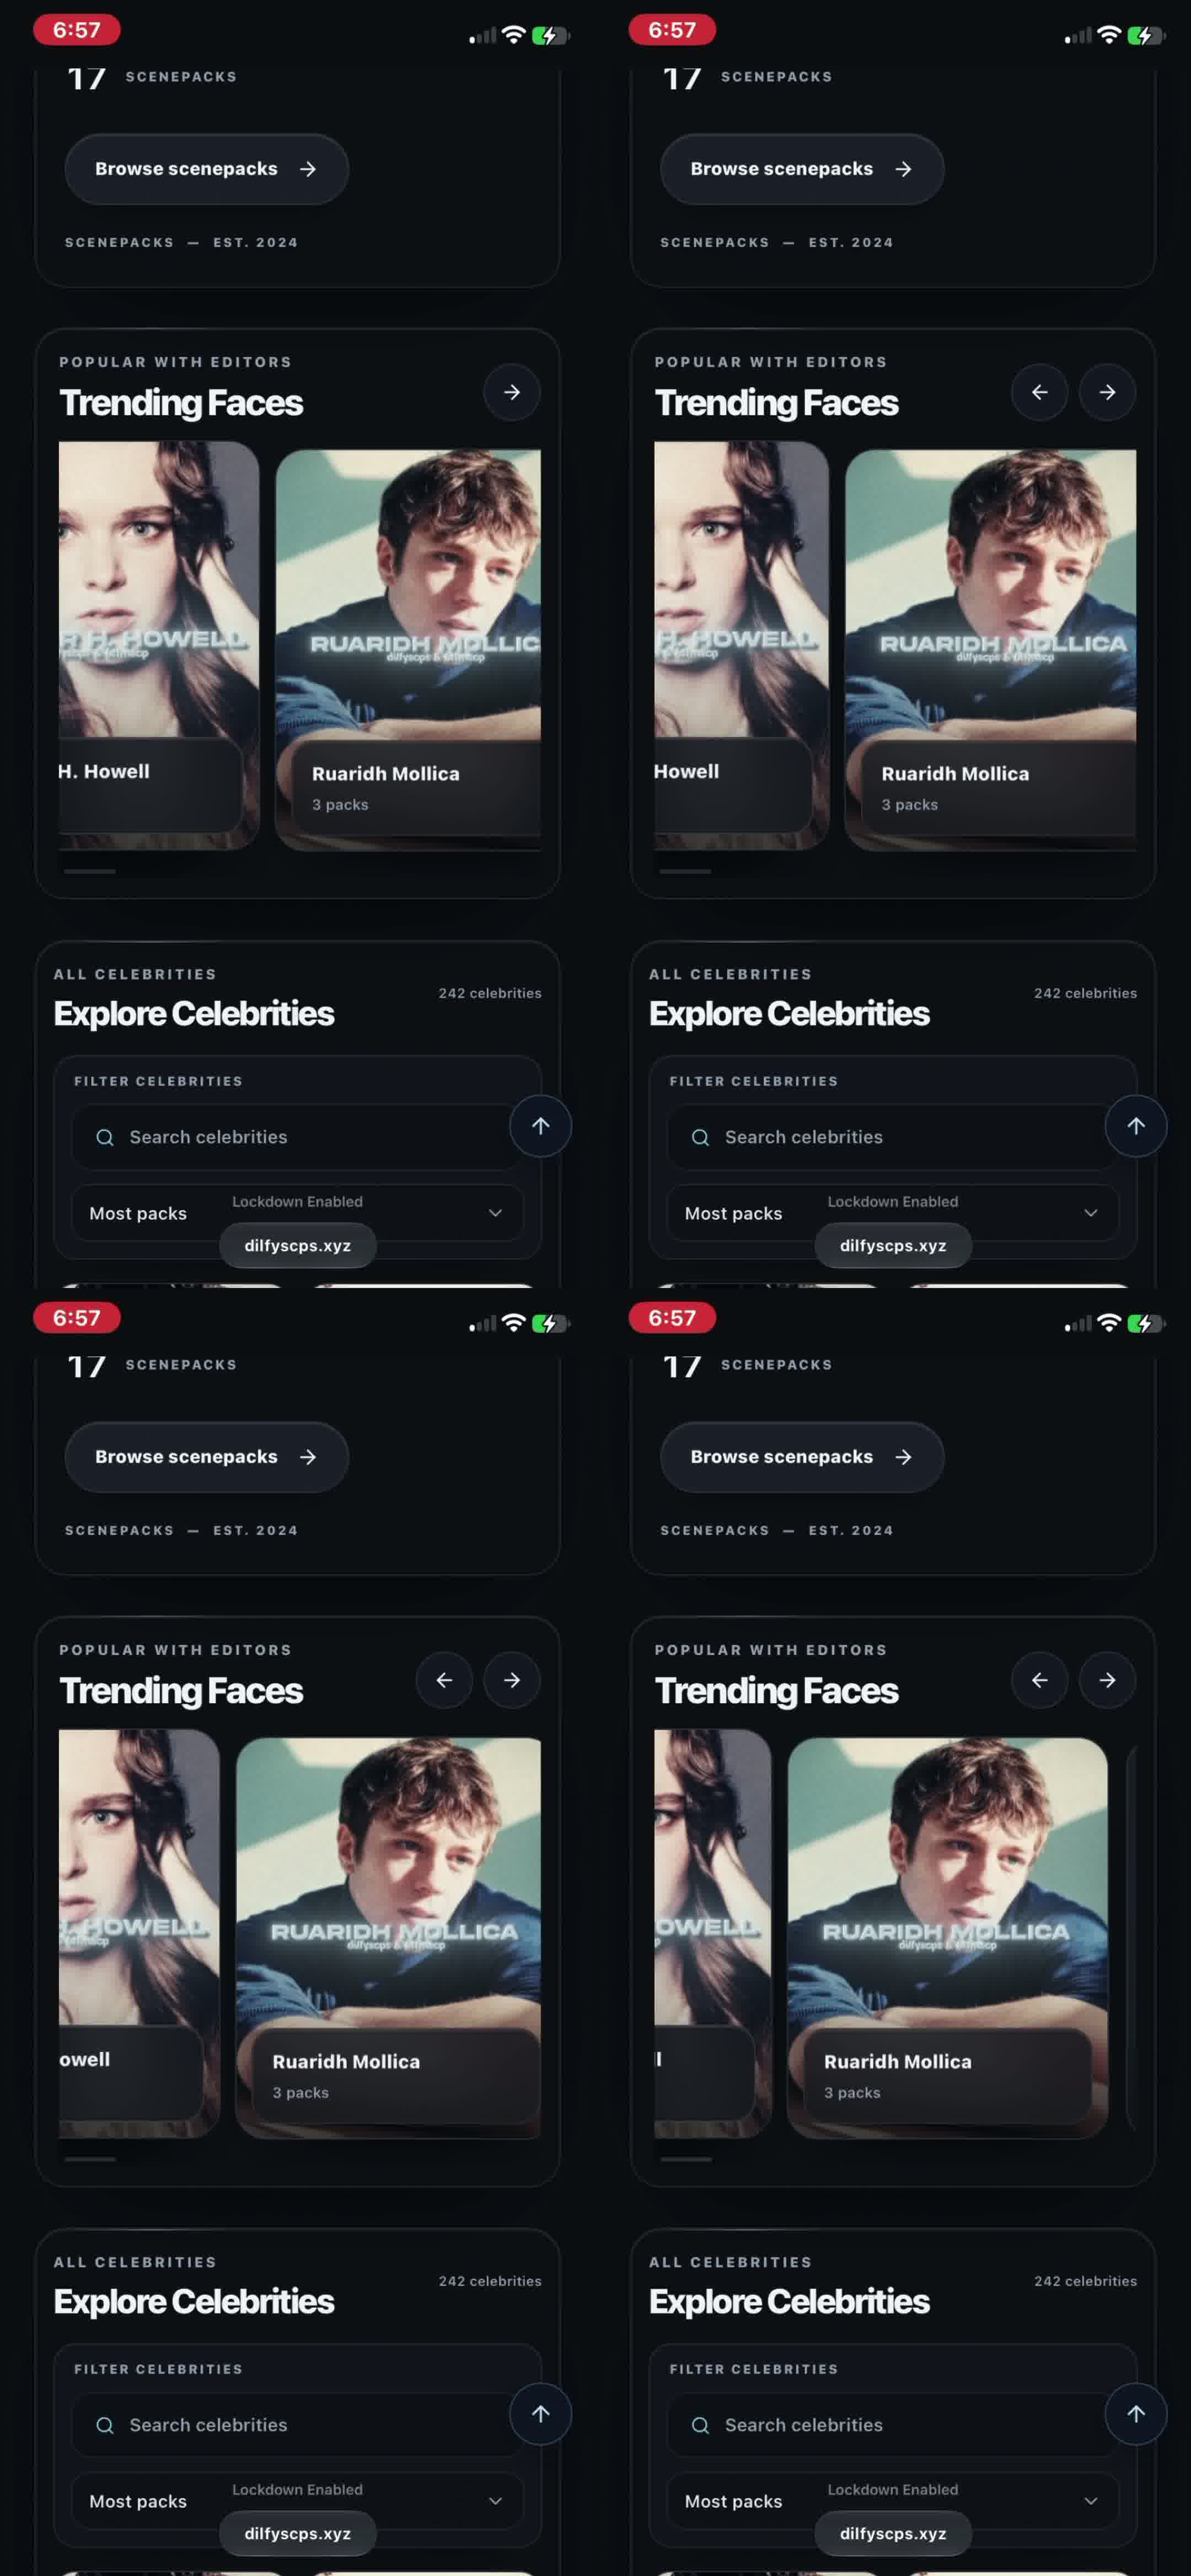 6:57
17 SCENEPACKS
Browse scenepacks
SCENEPACKS — EST. 2024
POPULAR WITH EDITORS
Trending Faces
R H. HOWELL
RUARIDH MOLLIC
dilfyscps &
H. Howell
Ruaridh Mollica
3 packs
ALL CELEBRITIES
242 celebrities
Explore Celebrities
FILTER CELEBRITIES
Search celebrities
Lockdown Enabled
Most packs
dilfyscps.xyz
6:57
17 SCENEPACKS
Browse scenepacks
SCENEPACKS — EST. 2024
POPULAR WITH EDITORS
Trending Faces
H. HOWELL
RUARIDH MOLLICA
dilfyscps &
Howell
Ruaridh Mollica
3 packs
ALL CELEBRITIES
242 celebrities
Explore Celebrities
FILTER CELEBRITIES
Search celebrities
Lockdown Enabled
Most packs
dilfyscps.xyz
6:57
17 SCENEPACKS
Browse scenepacks
SCENEPACKS — EST. 2024
POPULAR WITH EDITORS
Trending Faces
. HOWELL
RUARIDH MOLLICA
dilfyscps &
owell
Ruaridh Mollica
3 packs
ALL CELEBRITIES
242 celebrities
Explore Celebrities
FILTER CELEBRITIES
Search celebrities
Lockdown Enabled
Most packs
dilfyscps.xyz
6:57
17 SCENEPACKS
Browse scenepacks
SCENEPACKS — EST. 2024
POPULAR WITH EDITORS
Trending Faces
OWELL
RUARIDH MOLLICA
dilfyscps &
l
Ruaridh Mollica
3 packs
ALL CELEBRITIES
242 celebrities
Explore Celebrities
FILTER CELEBRITIES
Search celebrities
Lockdown Enabled
Most packs
dilfyscps.xyz